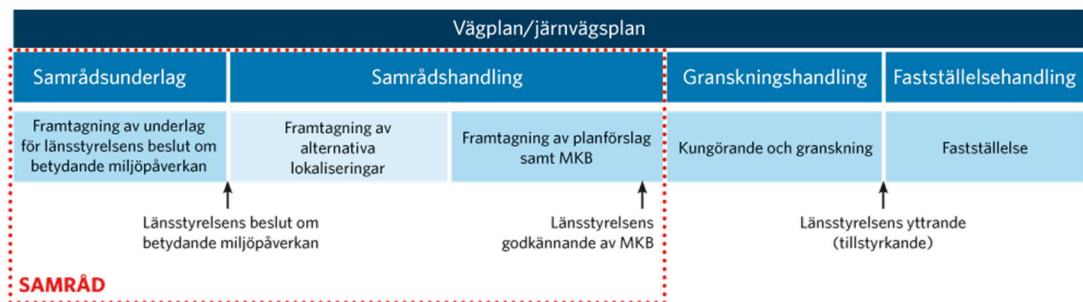 Vägplan/järnvägsplan
Samrådsunderlag
Samrådshandling
Granskningshandling
Fastställelsehandling
Framtagning av underlag
för länsstyrelsens beslut om
betydande miljöpåverkan
Framtagning av
alternativa
lokaliseringar
Framtagning av planförslag
samt MKB
Kungörande och granskning
Fastställelse
Länsstyrelsens beslut om
betydande miljöpåverkan
Länsstyrelsens
godkännande av MKB
Länsstyrelsens yttrande
(tillstyrkande)
SAMRÅD